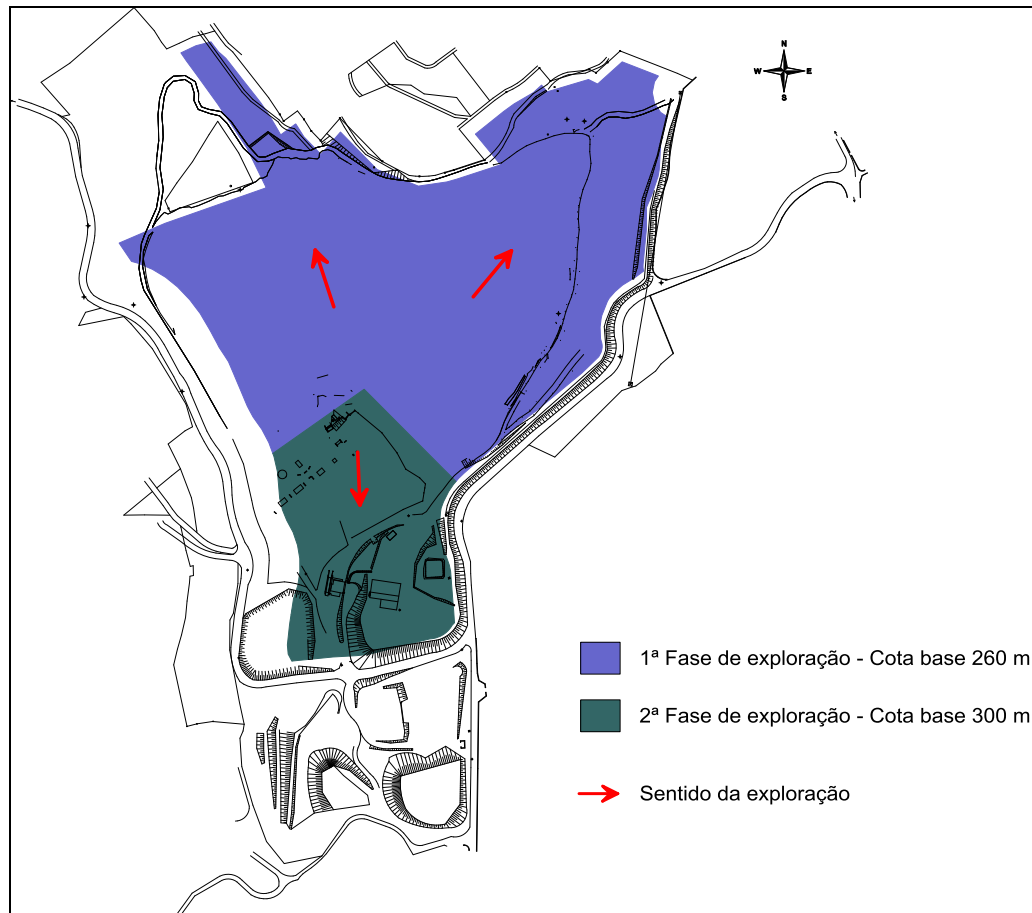 N
W E
S
1ª Fase de exploração - Cota base 260 m
2ª Fase de exploração - Cota base 300 m
Sentido da exploração